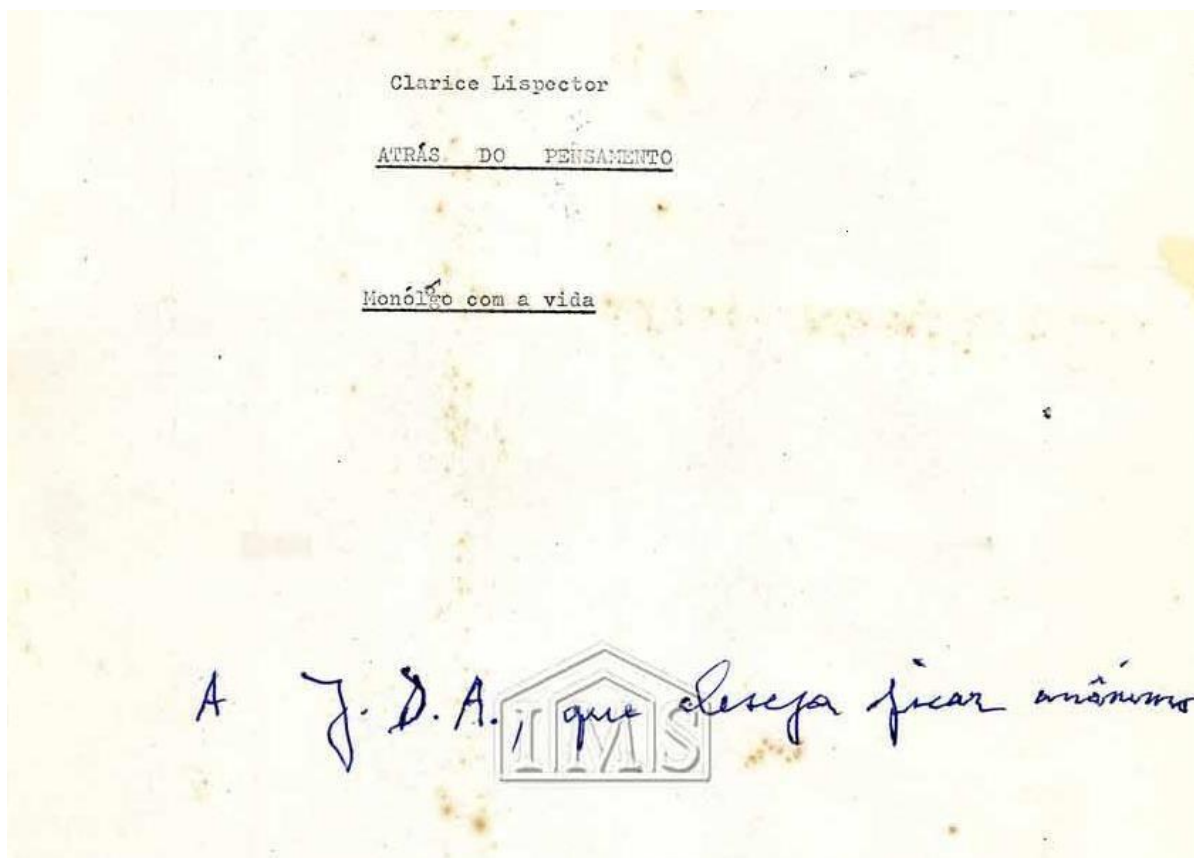 Clarice Lispector
ATRÁS DO PENSAMENTO
Monólgo com a vida
A J. D. A., que deseja ficar anônimo
IMS